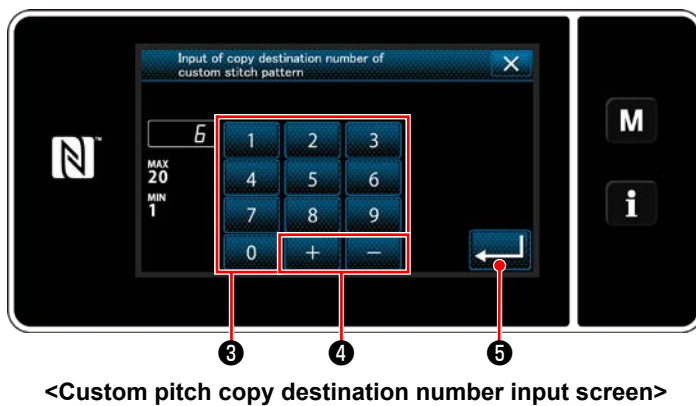 Input of copy destination number of
custom stitch pattern
6
MAX
20
MIN
1
1 2 3
4 5 6
7 8 9
0 + −
M
i
N
❸ ❹ ❺
<Custom pitch copy destination number input screen>